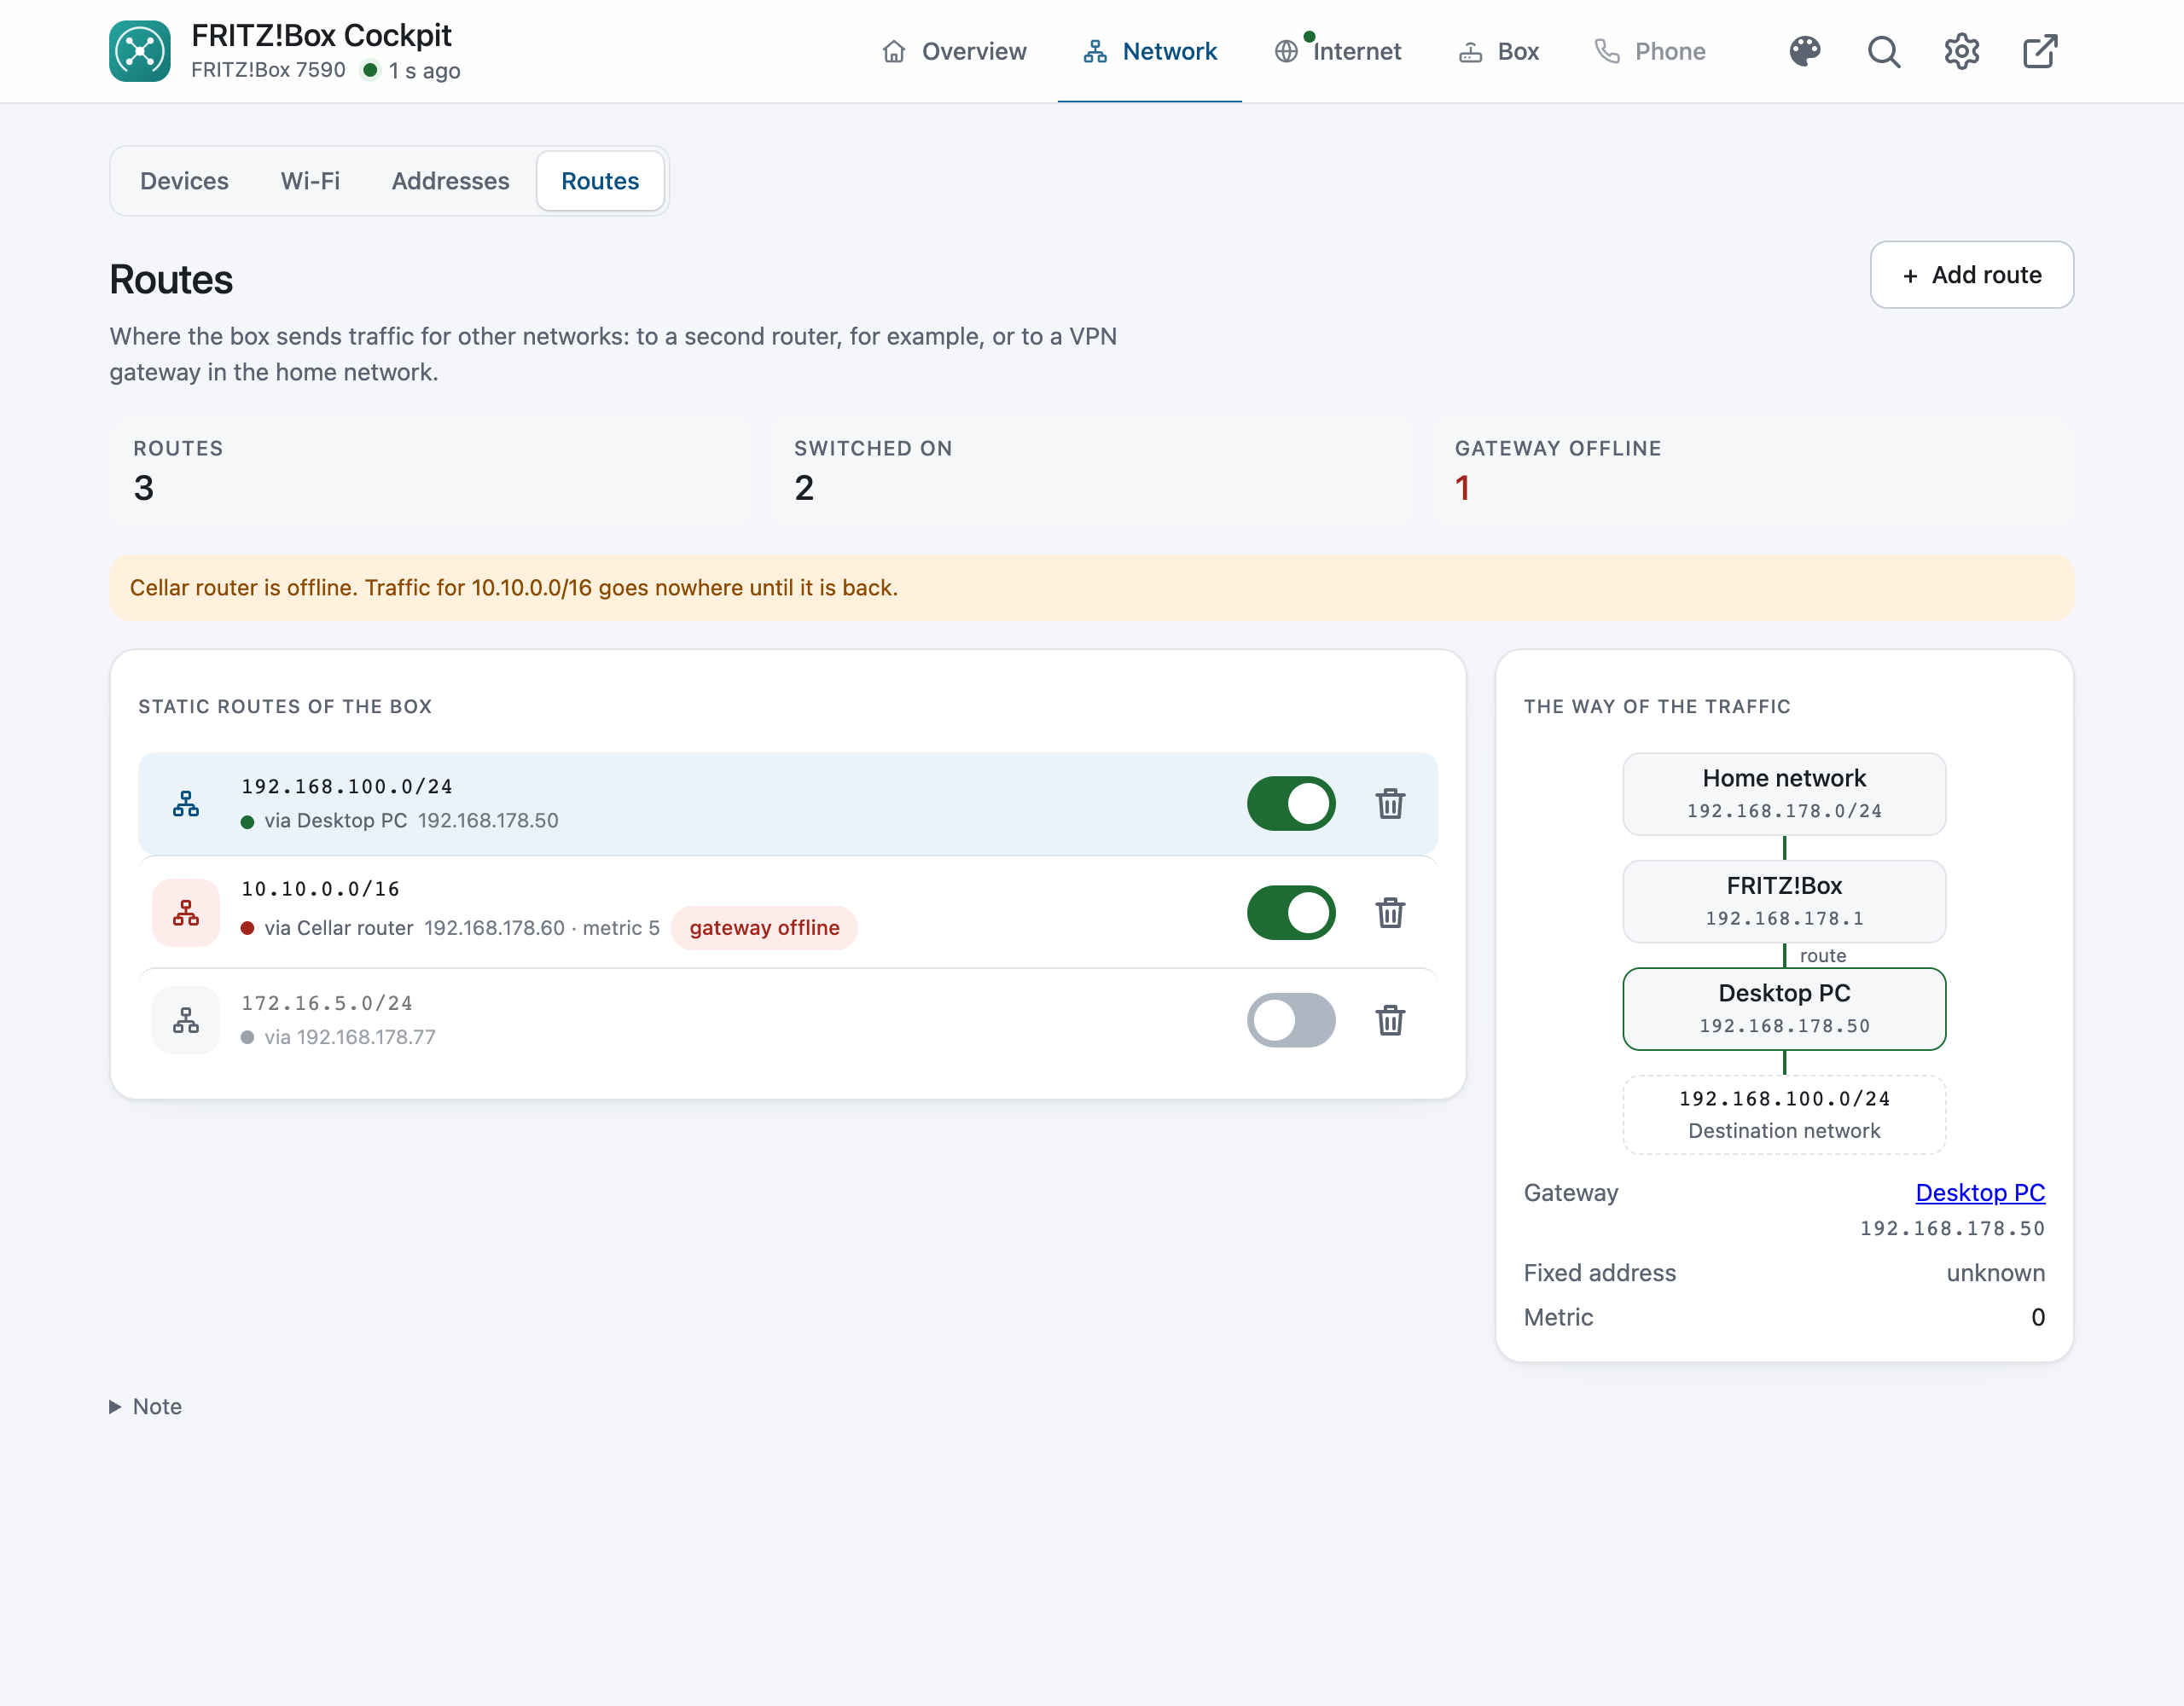 FRITZ!Box Cockpit
FRITZ!Box 7590 1 s ago
Overview
Network
Internet
Box
Phone
Devices
Wi-Fi
Addresses
Routes
Routes
+ Add route
Where the box sends traffic for other networks: to a second router, for example, or to a VPN
gateway in the home network.
ROUTES
3
SWITCHED ON
2
GATEWAY OFFLINE
1
Cellar router is offline. Traffic for 10.10.0.0/16 goes nowhere until it is back.
STATIC ROUTES OF THE BOX
192.168.100.0/24
via Desktop PC 192.168.178.50
10.10.0.0/16
via Cellar router 192.168.178.60 · metric 5 gateway offline
172.16.5.0/24
via 192.168.178.77
THE WAY OF THE TRAFFIC
Home network
192.168.178.0/24
FRITZ!Box
192.168.178.1
route
Desktop PC
192.168.178.50
192.168.100.0/24
Destination network
Gateway Desktop PC
192.168.178.50
Fixed address unknown
Metric 0
Note